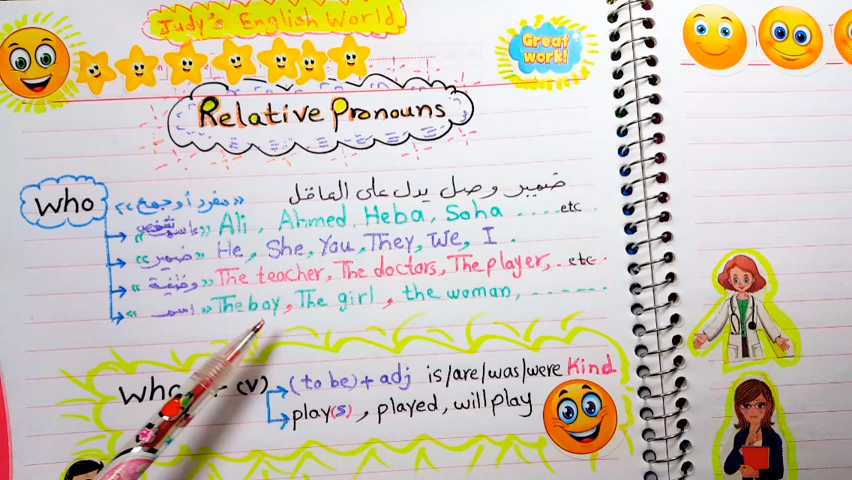 Judy's English World
Great work!
Relative Pronouns
who «مفرد أو جمع» ضمير وصل يدل على العاقل
«اسم شخص» Ali, Ahmed, Heba, Soha .... etc
«ضمير» He, She, You, They, We, I.
«وظيفة» The teacher, The doctors, The player, .. etc
«اسم» The boy, The girl, the woman, ------
who + (v) (to be) + adj is/are/was/were Kind
play(s), played, will play